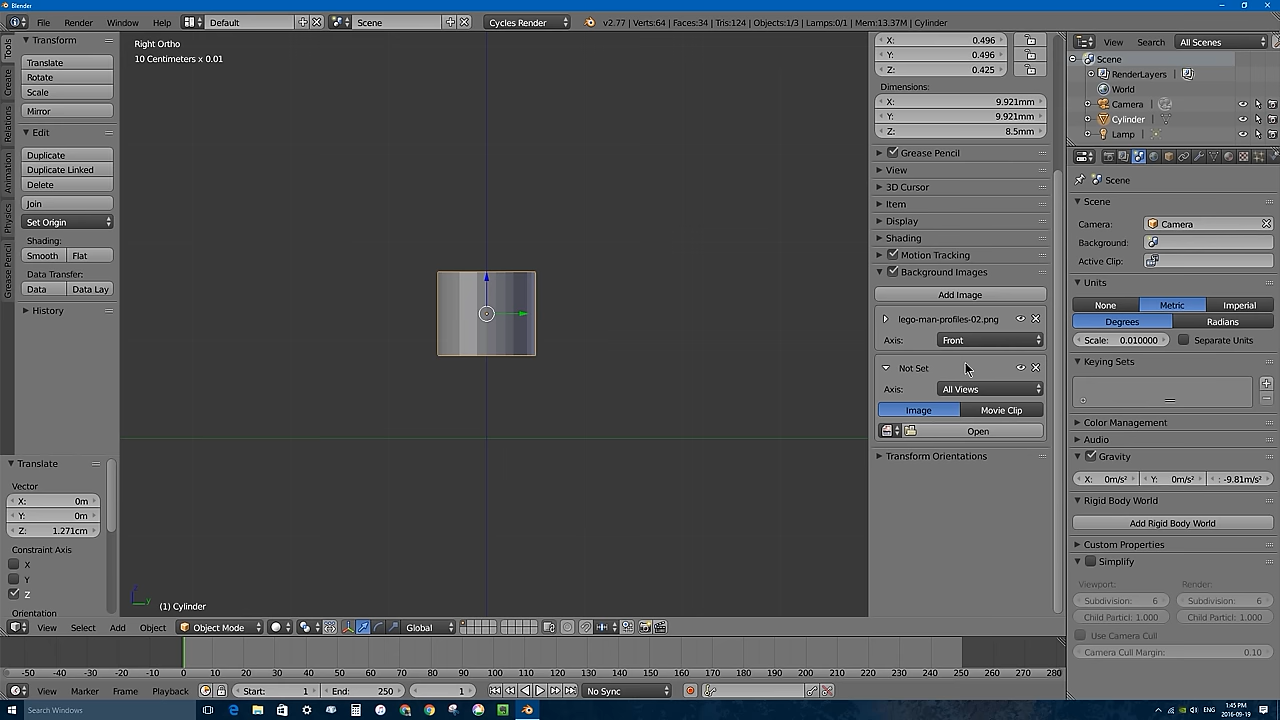 Blender
File Render Window Help Default Scene Cycles Render v2.77 | Verts:64 | Faces:34 | Tris:124 | Objects:1/3 | Lamps:0/1 | Mem:13.37M | Cylinder
Tools
Create
Relations
Animation
Physics
Grease Pencil
Transform
Translate
Rotate
Scale
Mirror
Edit
Duplicate
Duplicate Linked
Delete
Join
Set Origin
Shading:
Smooth Flat
Data Transfer:
Data Data Lay
History
Translate
Vector
X: 0m
Y: 0m
Z: 1.271cm
Constraint Axis
X
Y
Z
Orientation
Right Ortho
10 Centimeters x 0.01
(1) Cylinder
X: 0.496
Y: 0.496
Z: 0.425
Dimensions:
X: 9.921mm
Y: 9.921mm
Z: 8.5mm
Grease Pencil
View
3D Cursor
Item
Display
Shading
Motion Tracking
Background Images
Add Image
lego-man-profiles-02.png
Axis: Front
Not Set
Axis: All Views
Image Movie Clip
Open
Transform Orientations
View Search All Scenes
Scene
RenderLayers
World
Camera
Cylinder
Lamp
Scene
Scene
Camera: Camera
Background:
Active Clip:
Units
None Metric Imperial
Degrees Radians
Scale: 0.010000 Separate Units
Keying Sets
Color Management
Audio
Gravity
X: 0m/s² Y: 0m/s² : -9.81m/s²
Rigid Body World
Add Rigid Body World
Custom Properties
Simplify
Viewport: Render:
Subdivision: 6 Subdivision: 6
Child Particl: 1.000 Child Particl: 1.000
Use Camera Cull
Camera Cull Margin: 0.10
View Select Add Object Object Mode Global
-50 -40 -30 -20 -10 0 10 20 30 40 50 60 70 80 90 100 110 120 130 140 150 160 170 180 190 200 210 220 230 240 250 260 270 280
View Marker Frame Playback Start: 1 End: 250 1 No Sync
Search Windows
ENG
1:45 PM
2016-09-19